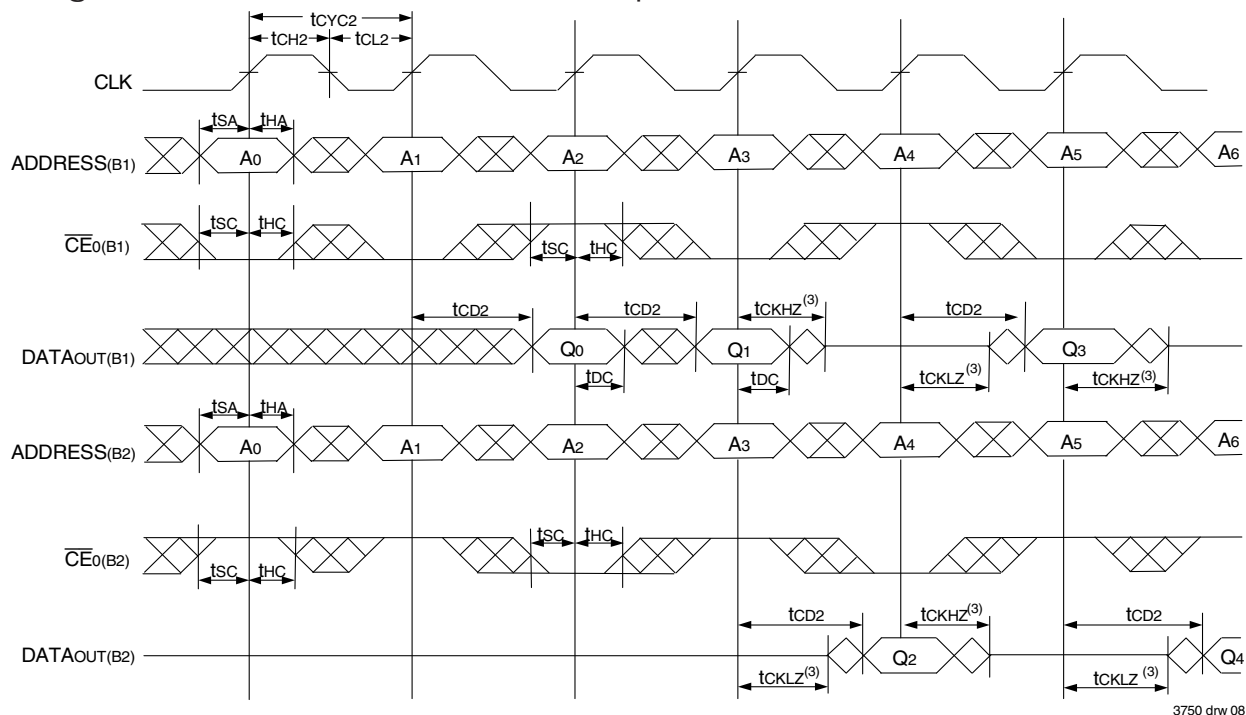 tCYC2
tCH2 tCL2
CLK
tSA tHA
ADDRESS(B1) A0 A1 A2 A3 A4 A5 A6
tSC tHC
CE0(B1)
tSC tHC
tCD2 tCD2 tCKHZ(3) tCD2
DATAOUT(B1) Q0 Q1 Q3
tDC tDC tCKLZ(3) tCKHZ(3)
tSA tHA
ADDRESS(B2) A0 A1 A2 A3 A4 A5 A6
tSC tHC
CE0(B2)
tSC tHC
tCD2 tCKHZ(3) tCD2
DATAOUT(B2) Q2 Q4
tCKLZ(3) tCKLZ(3)
3750 drw 08